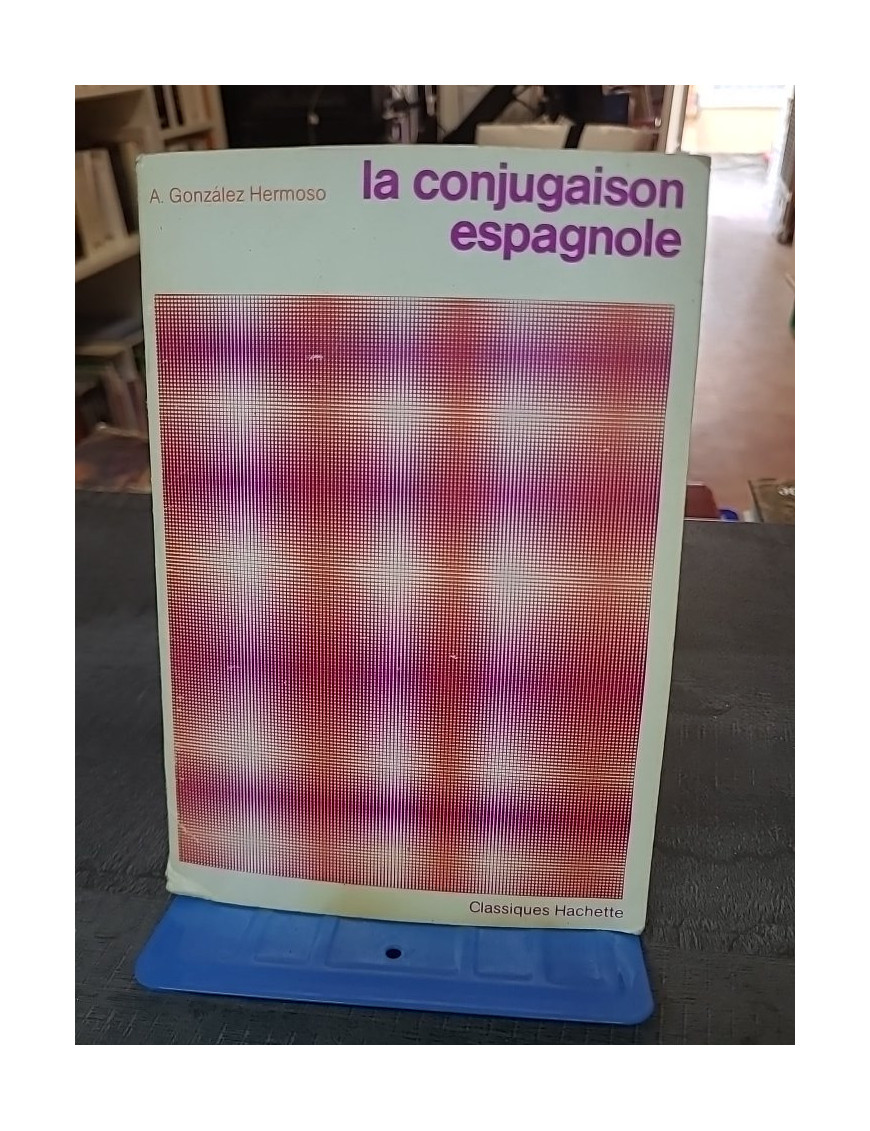 A. González Hermoso
la conjugaison
espagnole
Classiques Hachette